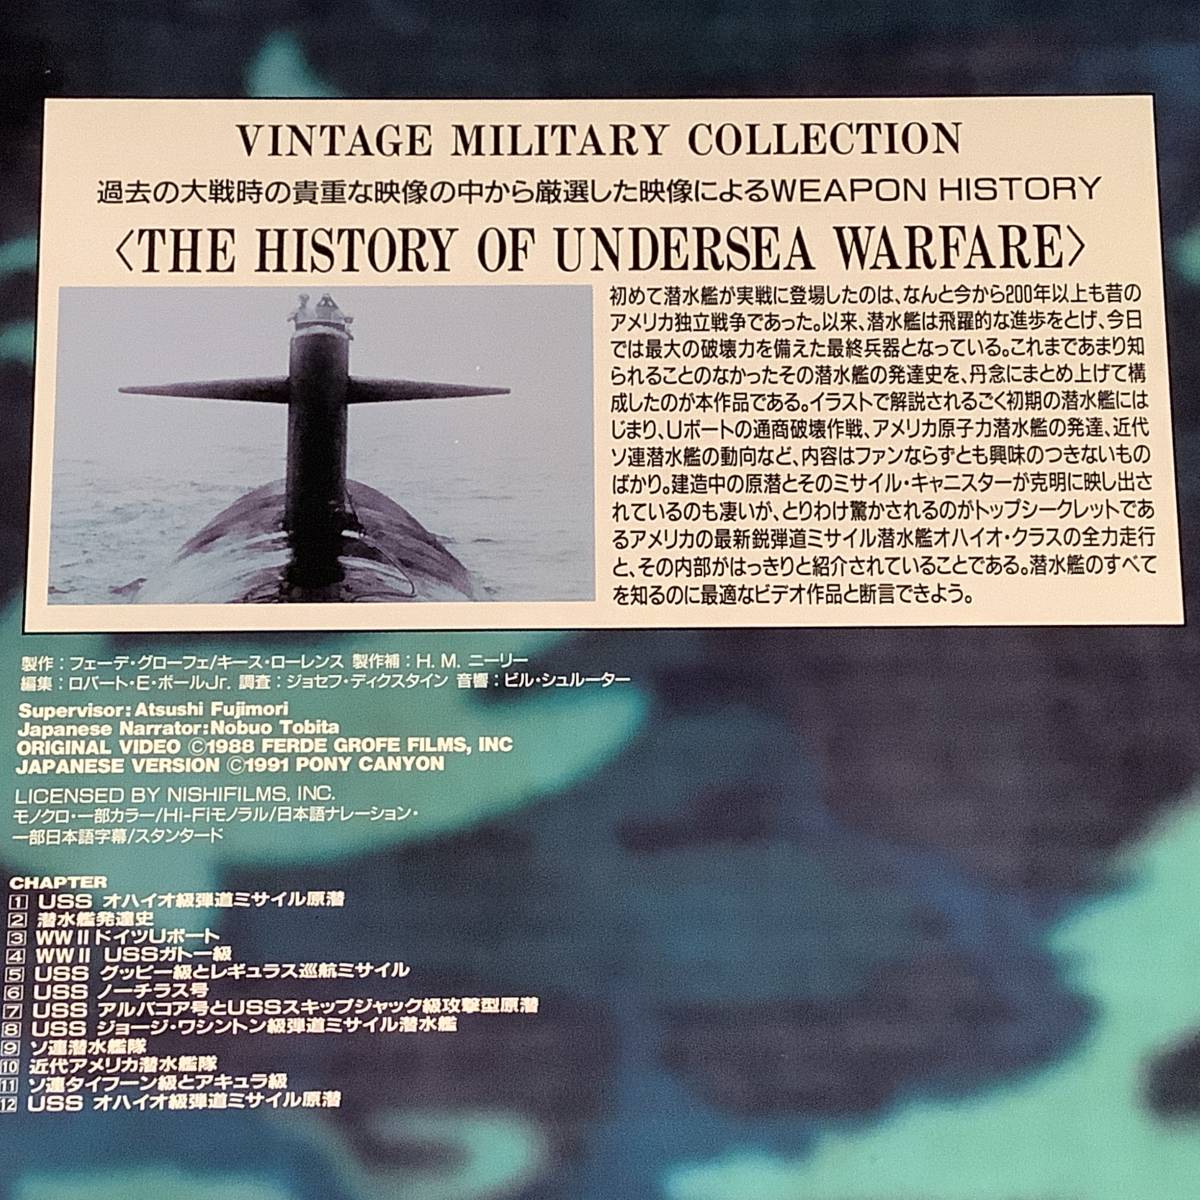 VINTAGE MILITARY COLLECTION
過去の大戦時の貴重な映像の中から厳選した映像によるWEAPON HISTORY
〈THE HISTORY OF UNDERSEA WARFARE〉
初めて潜水艦が実戦に登場したのは、なんと今から200年以上も昔の
アメリカ独立戦争であった。以来、潜水艦は飛躍的な進歩をとげ、今日
では最大の破壊力を備えた最終兵器となっている。これまであまり知
られることのなかったその潜水艦の発達史を、丹念にまとめ上げて構
成したのが本作品である。イラストで解説されるごく初期の潜水艦には
じまり、Uボートの通商破壊作戦、アメリカ原子力潜水艦の発達、近代
ソ連潜水艦の動向など、内容はファンならずとも興味のつきないもの
ばかり。建造中の原潜とそのミサイル・キャニスターが克明に映し出さ
れているのも凄いが、とりわけ驚かされるのがトップシークレットであ
るアメリカの最新鋭弾道ミサイル潜水艦オハイオ・クラスの全力走行
と、その内部がはっきりと紹介されていることである。潜水艦のすべて
を知るのに最適なビデオ作品と断言できよう。
製作：フェーデ・グローフェ/キース・ローレンス 製作補：H. M. ニーリー
編集：ロバート・E・ボールJr. 調査：ジョセフ・ディクスタイン 音響：ビル・シュルーター
Supervisor: Atsushi Fujimori
Japanese Narrator: Nobuo Tobita
ORIGINAL VIDEO ©1988 FERDE GROFE FILMS, INC
JAPANESE VERSION ©1991 PONY CANYON
LICENSED BY NISHIFILMS, INC.
モノクロ・一部カラー/Hi-Fiモノラル/日本語ナレーション・
一部日本語字幕/スタンダード
CHAPTER
1 USS オハイオ級弾道ミサイル原潜
2 潜水艦発達史
3 WWⅡドイツUボート
4 WWⅡ USSガトー級
5 USS グッピー級とレギュラス巡航ミサイル
6 USS ノーチラス号
7 USS アルバコア号とUSSスキップジャック級攻撃型原潜
8 USS ジョージ・ワシントン級弾道ミサイル潜水艦
9 ソ連潜水艦隊
10 近代アメリカ潜水艦隊
11 ソ連タイフーン級とアキュラ級
12 USS オハイオ級弾道ミサイル原潜